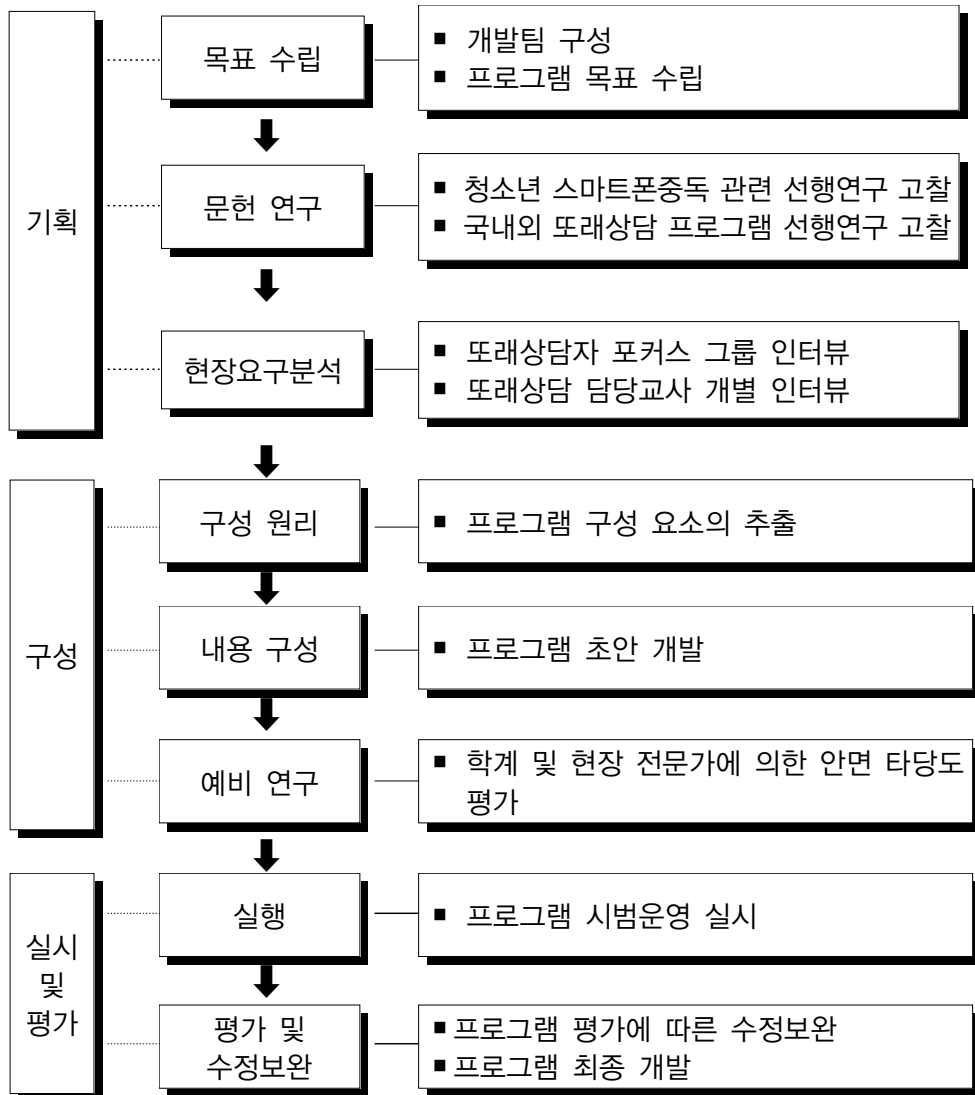 기획
목표 수립
■ 개발팀 구성
■ 프로그램 목표 수립
문헌 연구
■ 청소년 스마트폰중독 관련 선행연구 고찰
■ 국내외 또래상담 프로그램 선행연구 고찰
현장요구분석
■ 또래상담자 포커스 그룹 인터뷰
■ 또래상담 담당교사 개별 인터뷰
구성
구성 원리
■ 프로그램 구성 요소의 추출
내용 구성
■ 프로그램 초안 개발
예비 연구
■ 학계 및 현장 전문가에 의한 안면 타당도
평가
실시
및
평가
실행
■ 프로그램 시범운영 실시
평가 및
수정보완
■ 프로그램 평가에 따른 수정보완
■ 프로그램 최종 개발